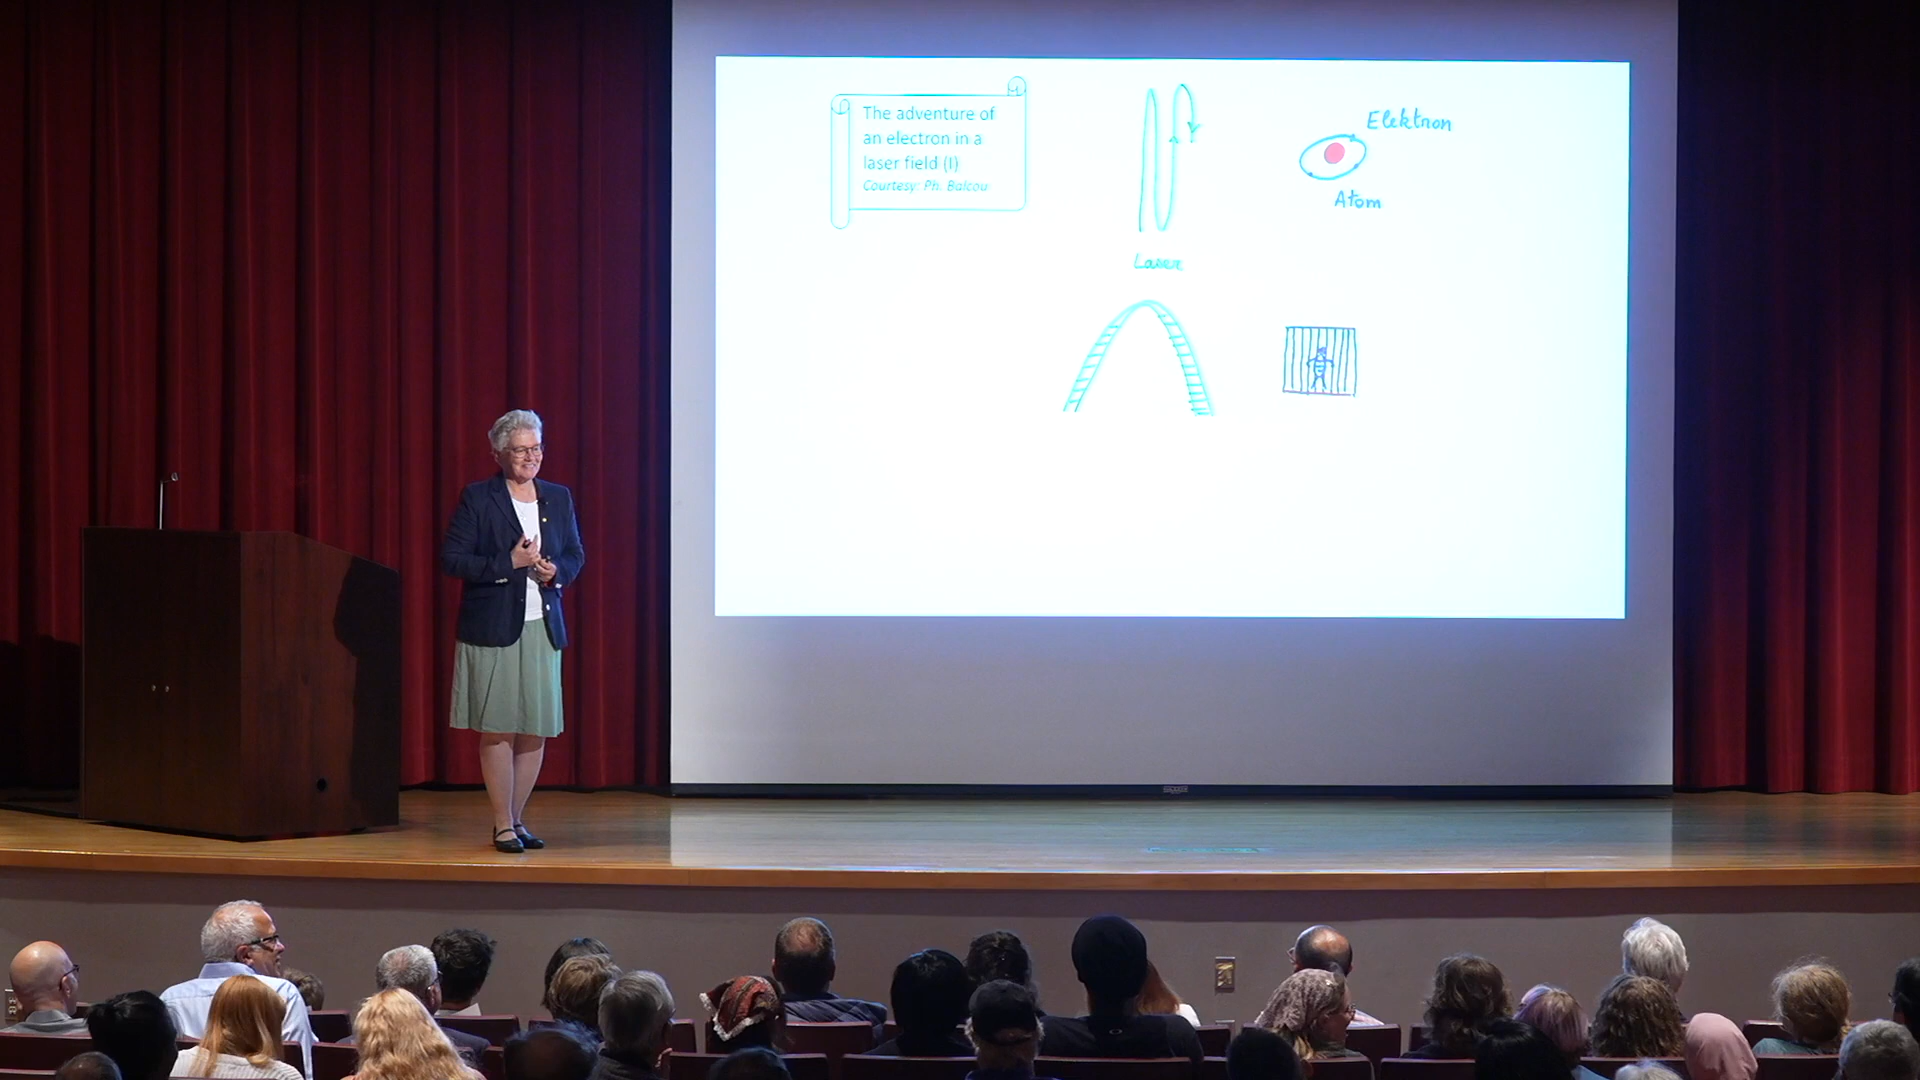 The adventure of
an electron in a
laser field (I)
Courtesy: Ph. Balcou
Elektron
Atom
Laser